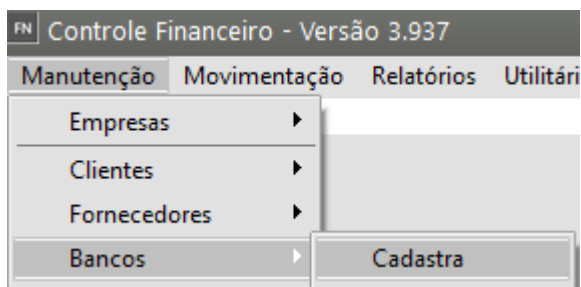 FN Controle Financeiro - Versão 3.937
Manutenção Movimentação Relatórios Utilitári
Empresas
Clientes
Fornecedores
Bancos Cadastra